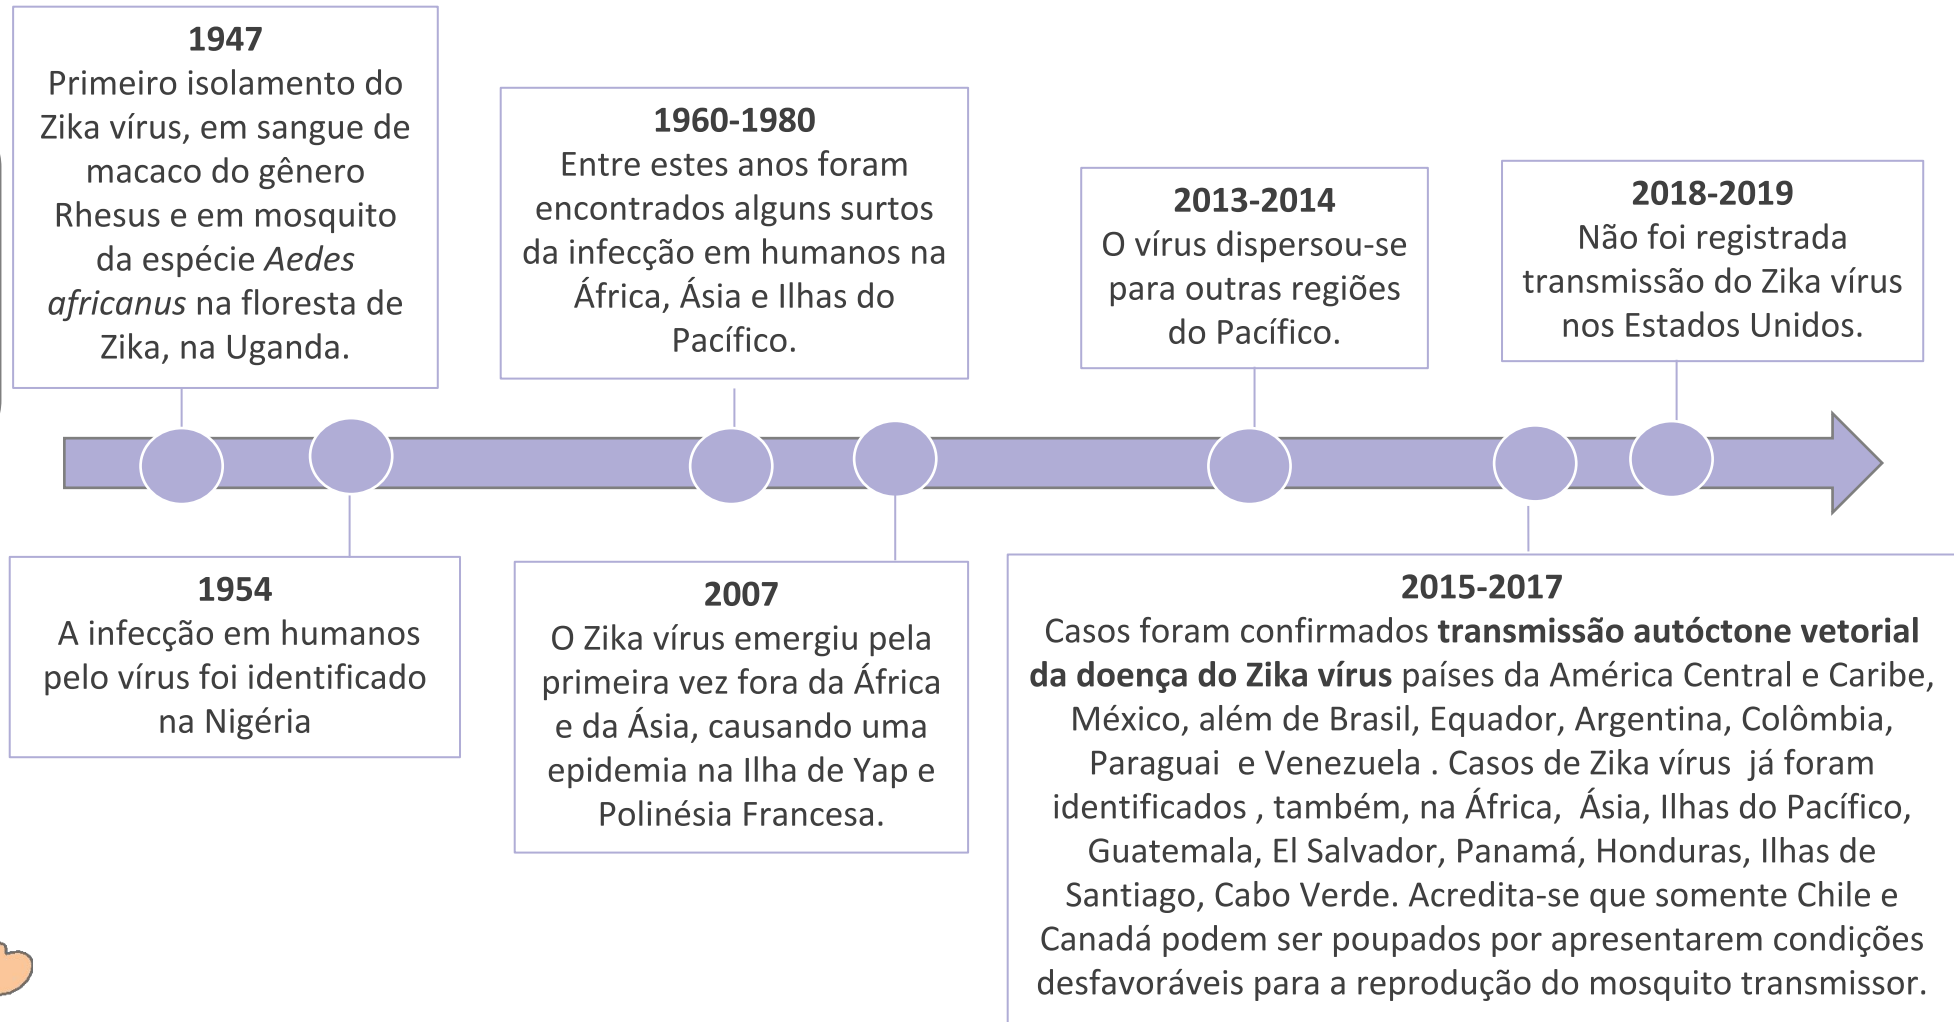 1947
Primeiro isolamento do
Zika vírus, em sangue de
macaco do gênero
Rhesus e em mosquito
da espécie Aedes
africanus na floresta de
Zika, na Uganda.
1954
A infecção em humanos
pelo vírus foi identificado
na Nigéria
1960-1980
Entre estes anos foram
encontrados alguns surtos
da infecção em humanos na
África, Ásia e Ilhas do
Pacífico.
2007
O Zika vírus emergiu pela
primeira vez fora da África
e da Ásia, causando uma
epidemia na Ilha de Yap e
Polinésia Francesa.
2013-2014
O vírus dispersou-se
para outras regiões
do Pacífico.
2015-2017
Casos foram confirmados transmissão autóctone vetorial
da doença do Zika vírus países da América Central e Caribe,
México, além de Brasil, Equador, Argentina, Colômbia,
Paraguai  e Venezuela . Casos de Zika vírus  já foram
identificados , também, na África,  Ásia, Ilhas do Pacífico,
Guatemala, El Salvador, Panamá, Honduras, Ilhas de
Santiago, Cabo Verde. Acredita-se que somente Chile e
Canadá podem ser poupados por apresentarem condições
desfavoráveis para a reprodução do mosquito transmissor.
2018-2019
Não foi registrada
transmissão do Zika vírus
nos Estados Unidos.